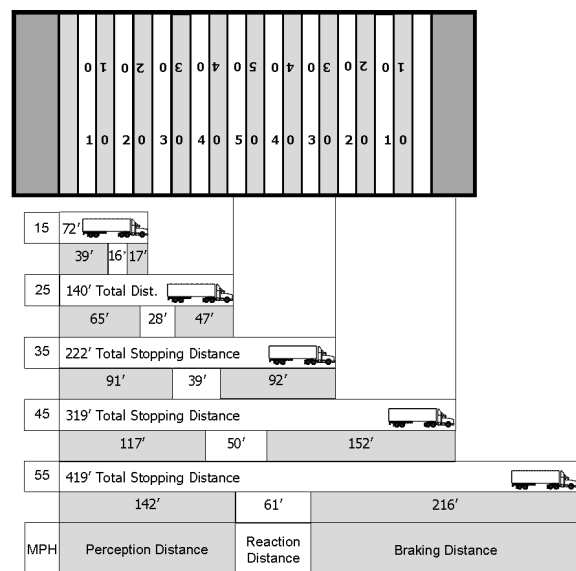 0 1 0 2 0 3 0 4 0 5 0 4 0 3 0 2 0 1
1 0 2 0 3 0 4 0 5 0 4 0 3 0 2 0 1 0
15 72′
39′ 16′ 17′
25 140′ Total Dist.
65′ 28′ 47′
35 222′ Total Stopping Distance
91′ 39′ 92′
45 319′ Total Stopping Distance
117′ 50′ 152′
55 419′ Total Stopping Distance
142′ 61′ 216′
MPH Perception Distance Reaction Distance Braking Distance